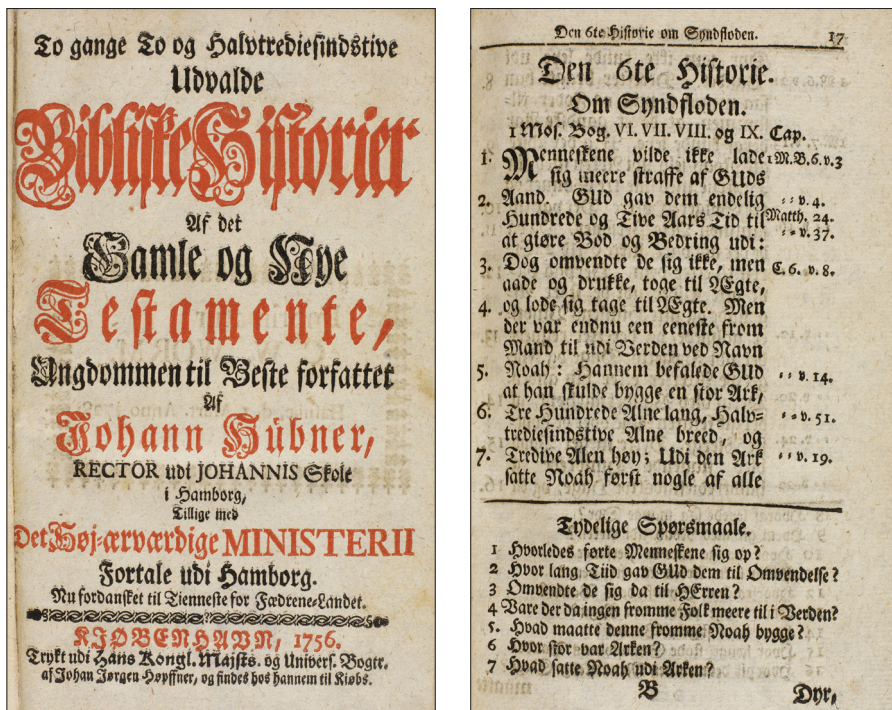 To gange To og Halvtrediesindstive
Udvalde
Bibliske Historier
Af det
Gamle og Nye
Testamente,
Ungdommen til Beste forfattet
Af
Johann Hübner,
RECTOR udi JOHANNIS Skole
i Hamborg,
Tillige med
Det Høj-ærværdige MINISTERII
Fortale udi Hamborg.
Nu fordansket til Tienneste for Fædrene-Landet.
KJØBENHAVN, 1756.
Trykt udi Hans Kongl. Majsts. og Univers. Bogtr.
af Johan Jørgen Høpffner, og findes hos hannem til Kiøbs.
Den 6te Historie om Syndfloden. 17
Den 6te Historie.
Om Syndfloden.
1 Mos. Bog. VI. VII. VIII. og IX. Cap.
1. Menneskene vilde ikke lade 1 M.B. 6. v. 3
sig meere straffe af GUds
2. Aand. GUd gav dem endelig = = v. 4.
Hundrede og Tive Aars Tid til Matth. 24.
at giøre Bod og Bedring udi: = = v. 37.
3. Dog omvendte de sig ikke, men C. 6. v. 8.
aade og drukke, toge til Ægte,
4. og lode sig tage til Ægte. Men
der var endnu een eeneste from
Mand til udi Verden ved Navn
5. Noah: Hannem befalede GUd = = v. 14.
at han skulde bygge en stor Ark,
6. Tre Hundrede Alne lang, Halv= = = v. 51.
trediesindstive Alne breed, og
7. Tredive Alen høy; Udi den Ark = = v. 19.
satte Noah først nogle af alle
Tydelige Spørsmaale.
1 Hvorledes førte Menneskene sig op?
2 Hvor lang Tiid gav GUd dem til Omvendelse?
3 Omvendte de sig da til HErren?
4 Vare der da ingen fromme Folk meere til i Verden?
5. Hvad maatte denne fromme Noah bygge?
6 Hvor stor var Arken?
7 Hvad satte Noah udi Arken?
B Dyr,